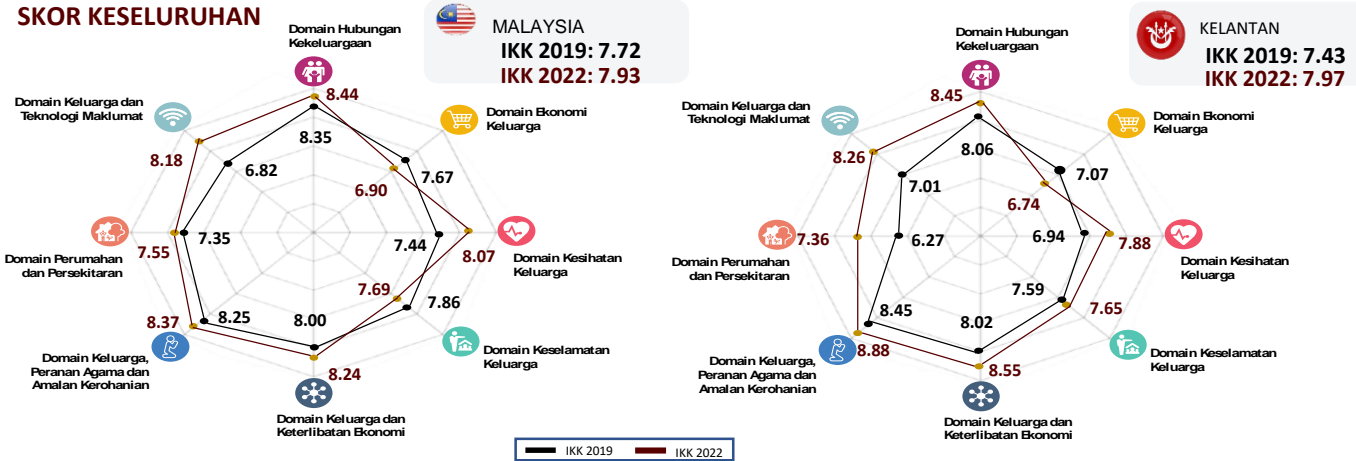 SKOR KESELURUHAN
MALAYSIA
IKK 2019: 7.72
IKK 2022: 7.93
Domain Hubungan
Kekeluargaan
8.44
8.35
Domain Ekonomi
Keluarga
7.67
6.90
Domain Kesihatan
Keluarga
7.44
8.07
Domain Keselamatan
Keluarga
7.69
7.86
Domain Keluarga dan
Keterlibatan Ekonomi
8.00
8.24
Domain Keluarga,
Peranan Agama dan
Amalan Kerohanian
8.25
8.37
Domain Perumahan
dan Persekitaran
7.35
7.55
Domain Keluarga dan
Teknologi Maklumat
8.18
6.82
KELANTAN
IKK 2019: 7.43
IKK 2022: 7.97
Domain Hubungan
Kekeluargaan
8.45
8.06
Domain Ekonomi
Keluarga
7.07
6.74
Domain Kesihatan
Keluarga
6.94
7.88
Domain Keselamatan
Keluarga
7.59
7.65
Domain Keluarga dan
Keterlibatan Ekonomi
8.02
8.55
Domain Keluarga,
Peranan Agama dan
Amalan Kerohanian
8.45
8.88
Domain Perumahan
dan Persekitaran
7.36
6.27
Domain Keluarga dan
Teknologi Maklumat
8.26
7.01
IKK 2019
IKK 2022